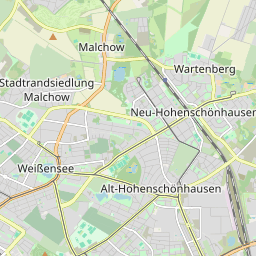 Malchow
Wartenberg
Stadtrandsiedlung
Malchow
Neu-Hohenschönhausen
Weißensee
Alt-Hohenschönhausen